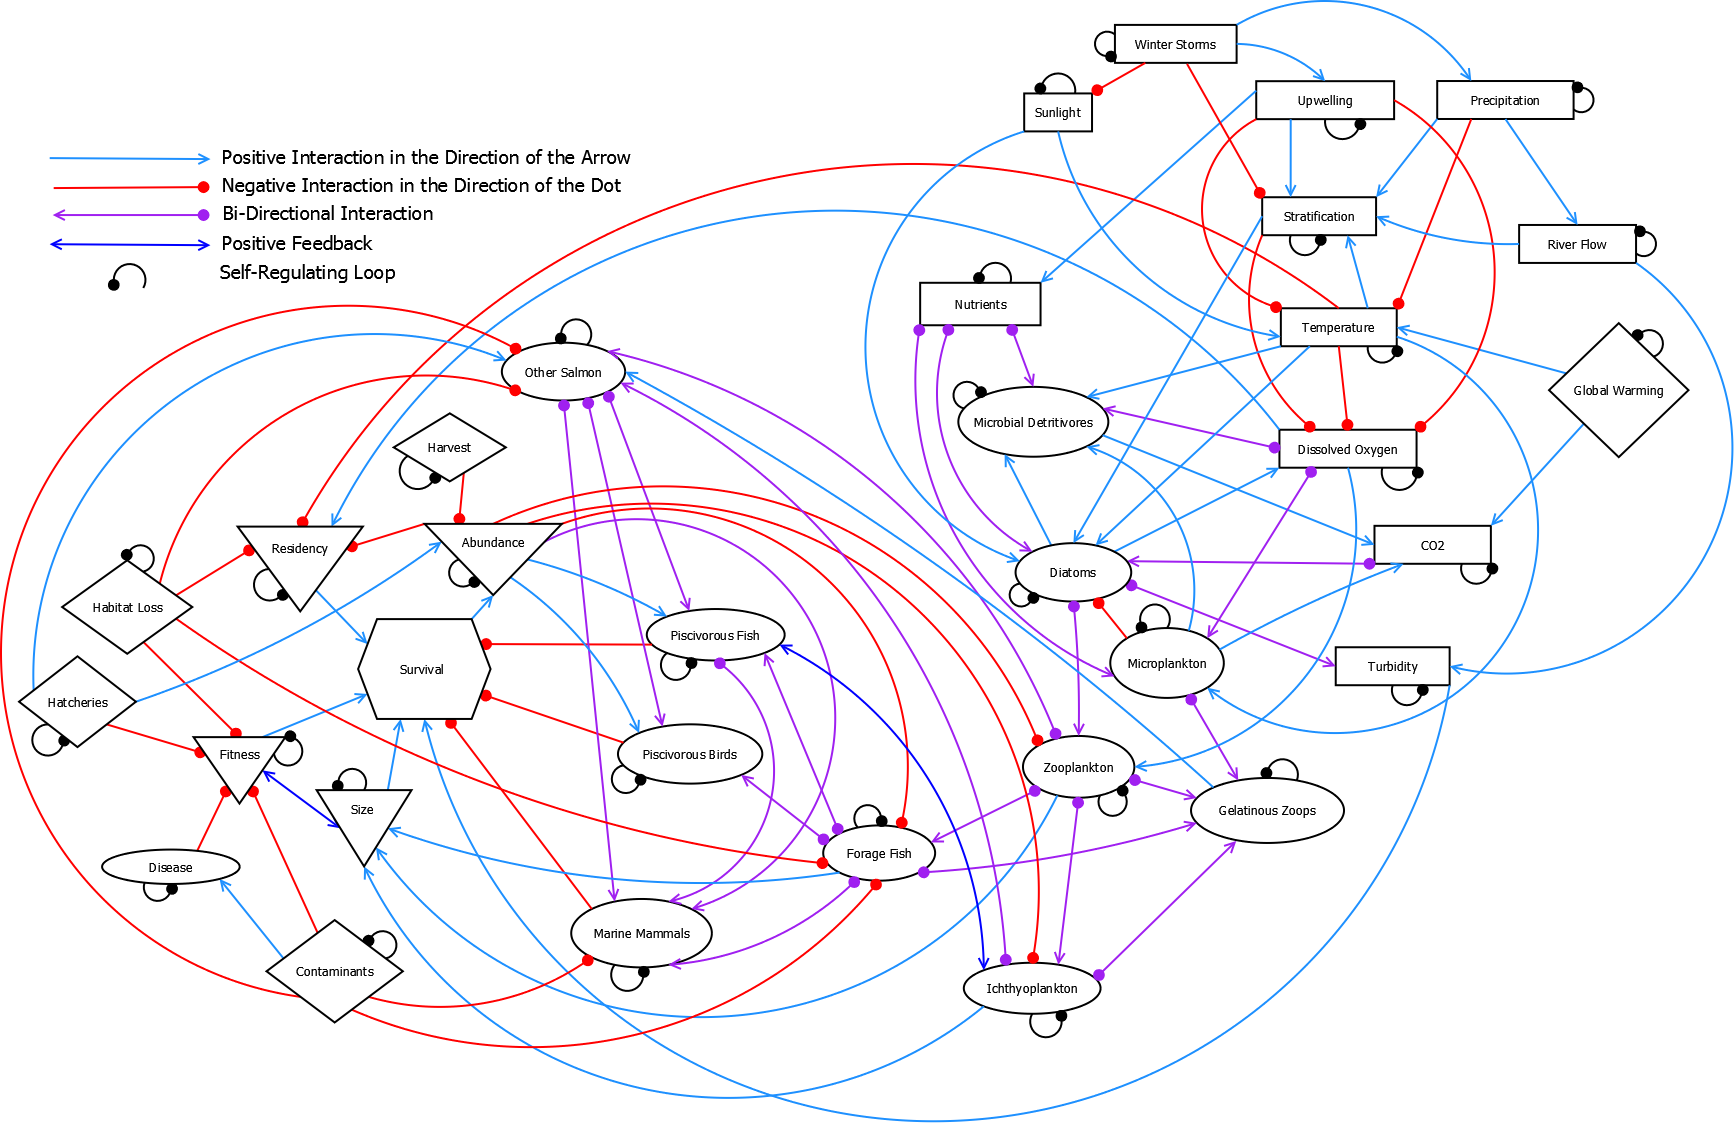 Winter Storms
Sunlight
Upwelling
Precipitation
Positive Interaction in the Direction of the Arrow
Negative Interaction in the Direction of the Dot
Bi-Directional Interaction
Positive Feedback
Self-Regulating Loop
Stratification
River Flow
Nutrients
Temperature
Other Salmon
Global Warming
Microbial Detritivores
Harvest
Dissolved Oxygen
Residency
Abundance
CO2
Diatoms
Habitat Loss
Piscivorous Fish
Survival
Microplankton
Turbidity
Hatcheries
Fitness
Piscivorous Birds
Zooplankton
Size
Gelatinous Zoops
Disease
Forage Fish
Marine Mammals
Contaminants
Ichthyoplankton